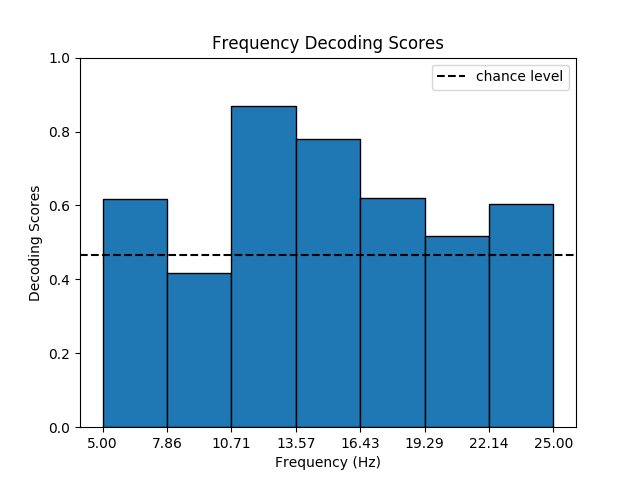 Frequency Decoding Scores
chance level
1.0
0.8
0.6
0.4
0.2
0.0
Decoding Scores
5.00 7.86 10.71 13.57 16.43 19.29 22.14 25.00
Frequency (Hz)